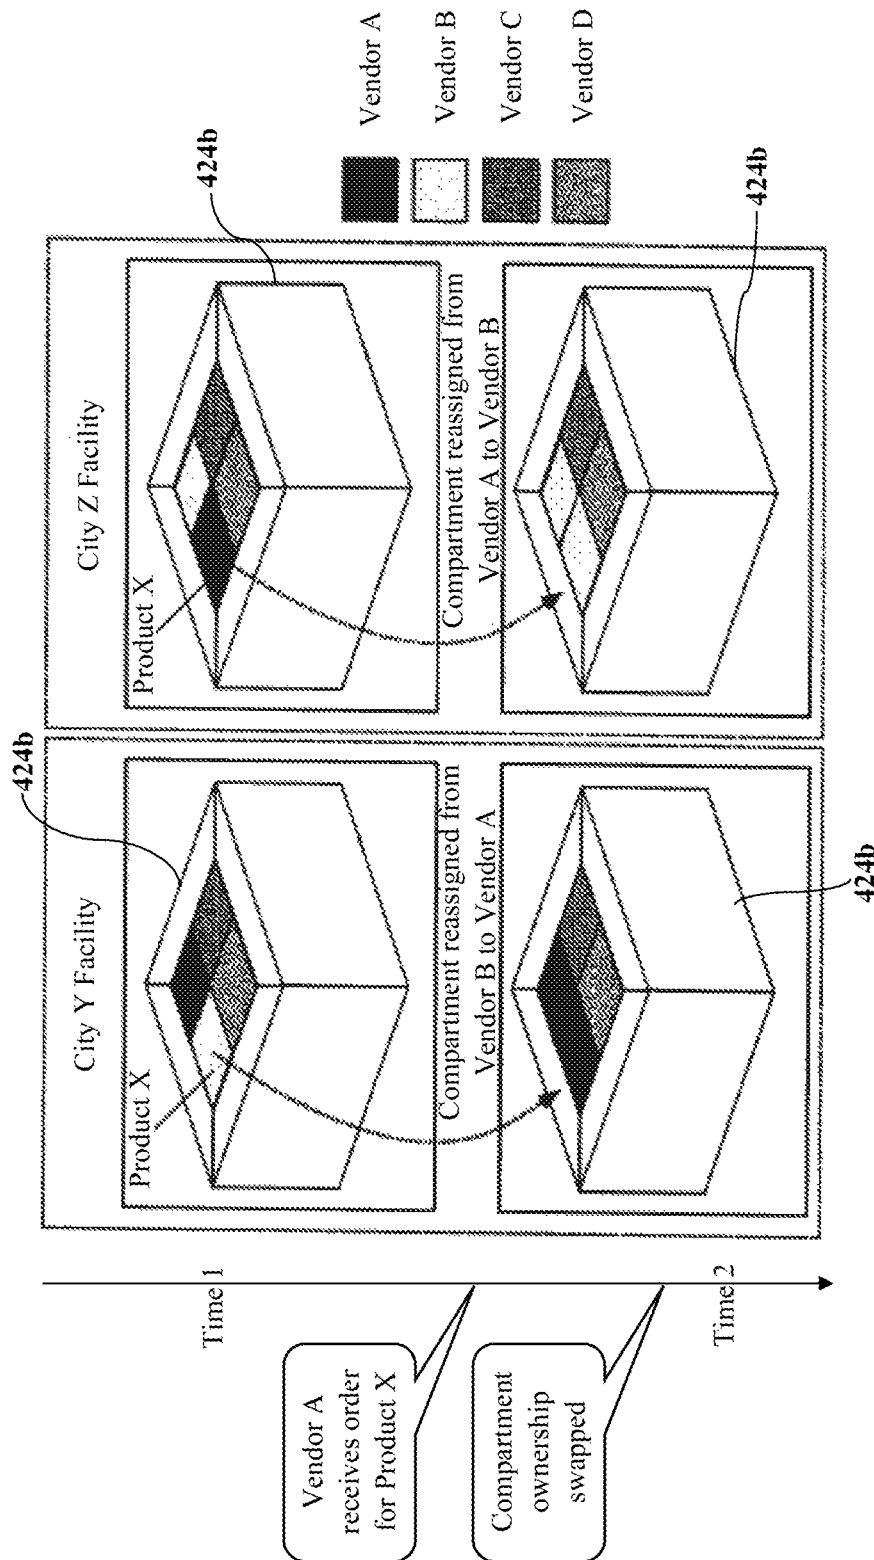 City Y Facility
City Z Facility
424b
424b
Product X
Product X
Time 1
Vendor A
receives order
for Product X
Compartment reassigned from
Vendor B to Vendor A
Compartment reassigned from
Vendor A to Vendor B
Compartment
ownership
swapped
Time 2
424b
424b
Vendor A
Vendor B
Vendor C
Vendor D